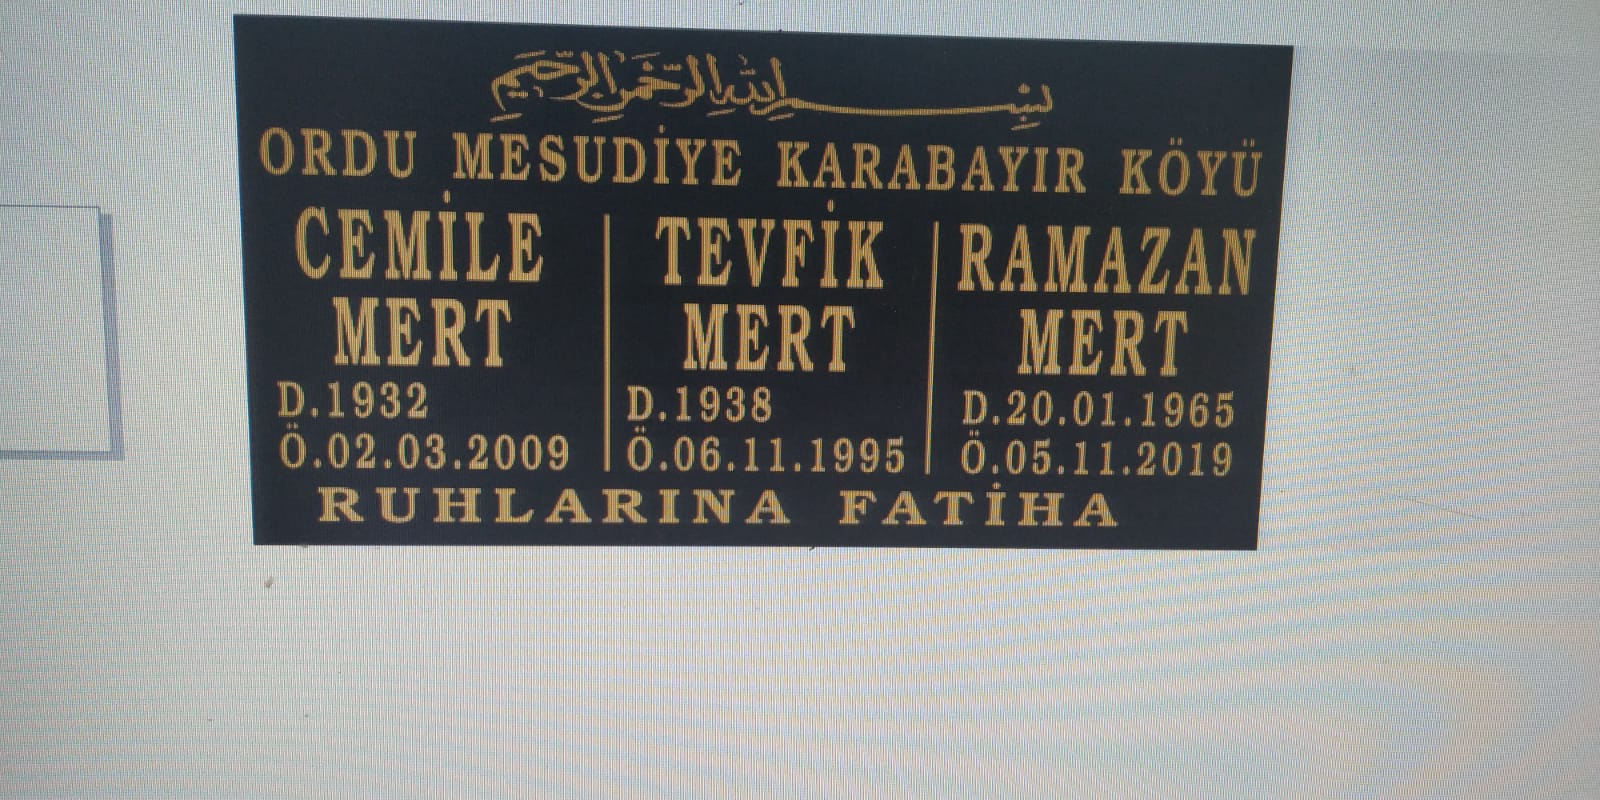 بسم الله الرحمن الرحيم
ORDU MESUDİYE KARABAYIR KÖYÜ
CEMİLE
MERT
D.1932
Ö.02.03.2009
TEVFİK
MERT
D.1938
Ö.06.11.1995
RAMAZAN
MERT
D.20.01.1965
Ö.05.11.2019
RUHLARINA FATİHA